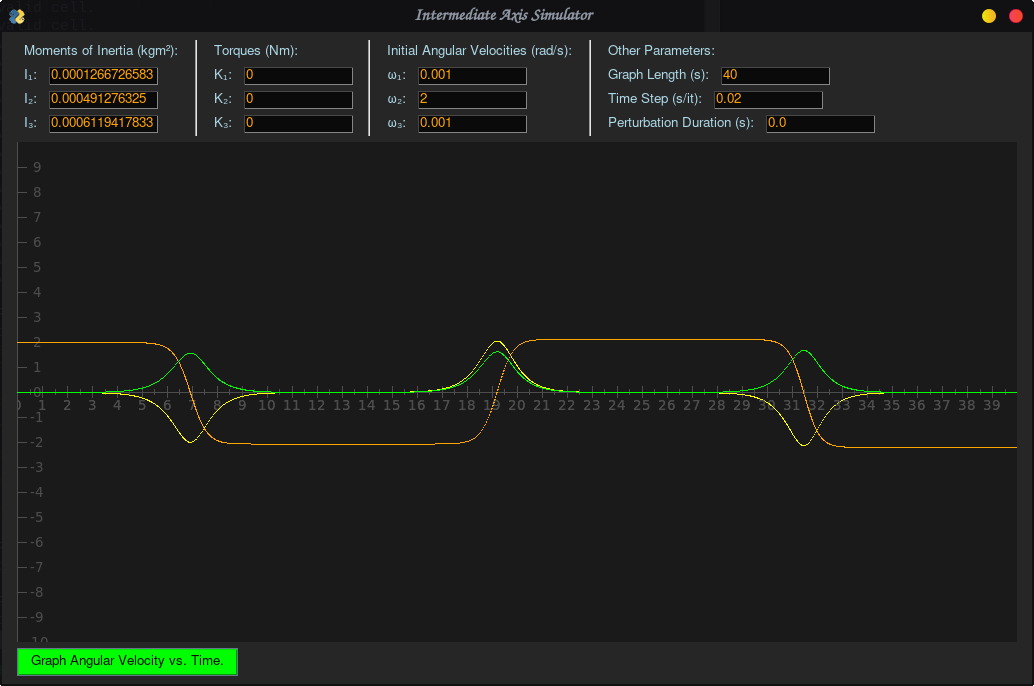 Intermediate Axis Simulator
Moments of Inertia (kgm²): Torques (Nm): Initial Angular Velocities (rad/s): Other Parameters:
I₁: 0.0001266726583 K₁: 0 ω₁: 0.001 Graph Length (s): 40
I₂: 0.000491276325 K₂: 0 ω₂: 2 Time Step (s/it): 0.02
I₃: 0.0006119417833 K₃: 0 ω₃: 0.001 Perturbation Duration (s): 0.0
9
8
7
6
5
4
3
2
1
0
0 1 2 3 4 5 6 7 8 9 10 11 12 13 14 15 16 17 18 19 20 21 22 23 24 25 26 27 28 29 30 31 32 33 34 35 36 37 38 39
-1
-2
-3
-4
-5
-6
-7
-8
-9
-10
Graph Angular Velocity vs. Time.